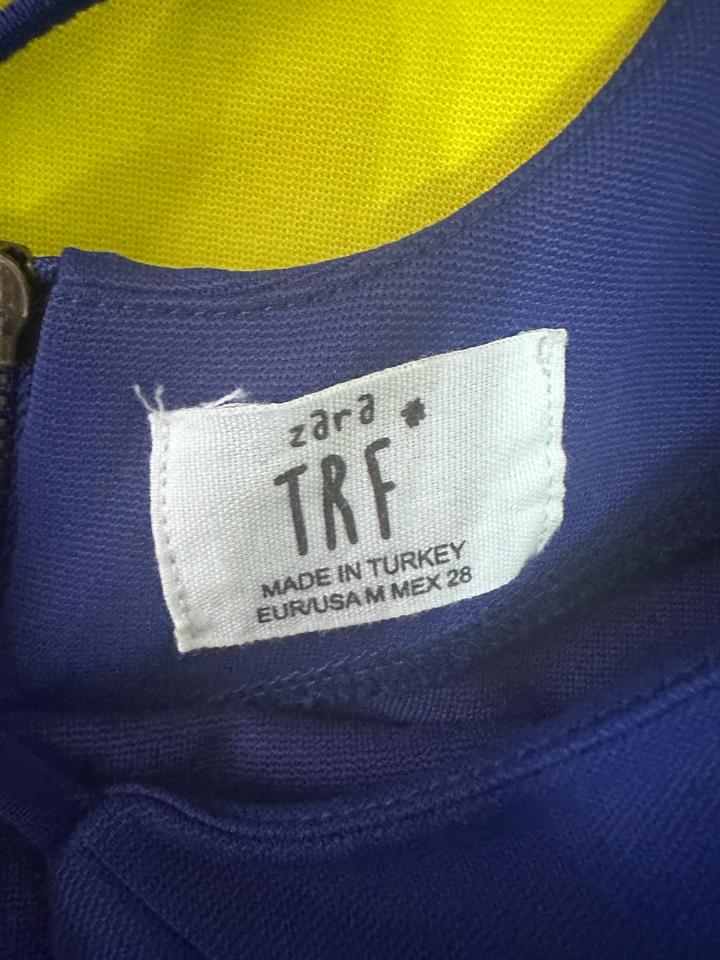 zara *
TRF
MADE IN TURKEY
EUR/USA M MEX 28